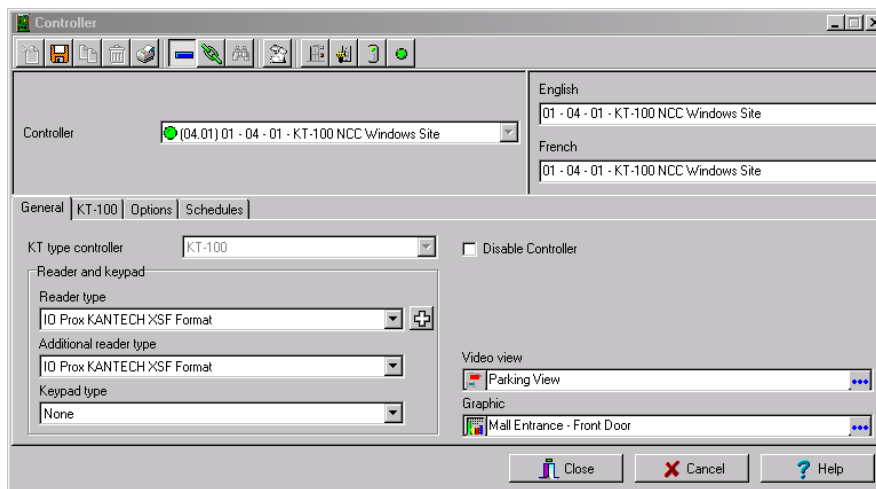 Controller
English
01 - 04 - 01 - KT-100 NCC Windows Site
Controller
(04.01) 01 - 04 - 01 - KT-100 NCC Windows Site
French
01 - 04 - 01 - KT-100 NCC Windows Site
General KT-100 Options Schedules
KT type controller KT-100
Disable Controller
Reader and keypad
Reader type
IO Prox KANTECH XSF Format
Additional reader type
IO Prox KANTECH XSF Format
Keypad type
None
Video view
Parking View
Graphic
Mall Entrance - Front Door
Close Cancel Help